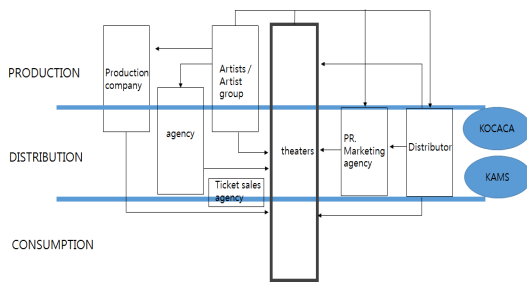 PRODUCTION
DISTRIBUTION
CONSUMPTION
Production
company
agency
Artists /
Artist
group
Ticket sales
agency
theaters
PR.
Marketing
agency
Distributor
KOCACA
KAMS